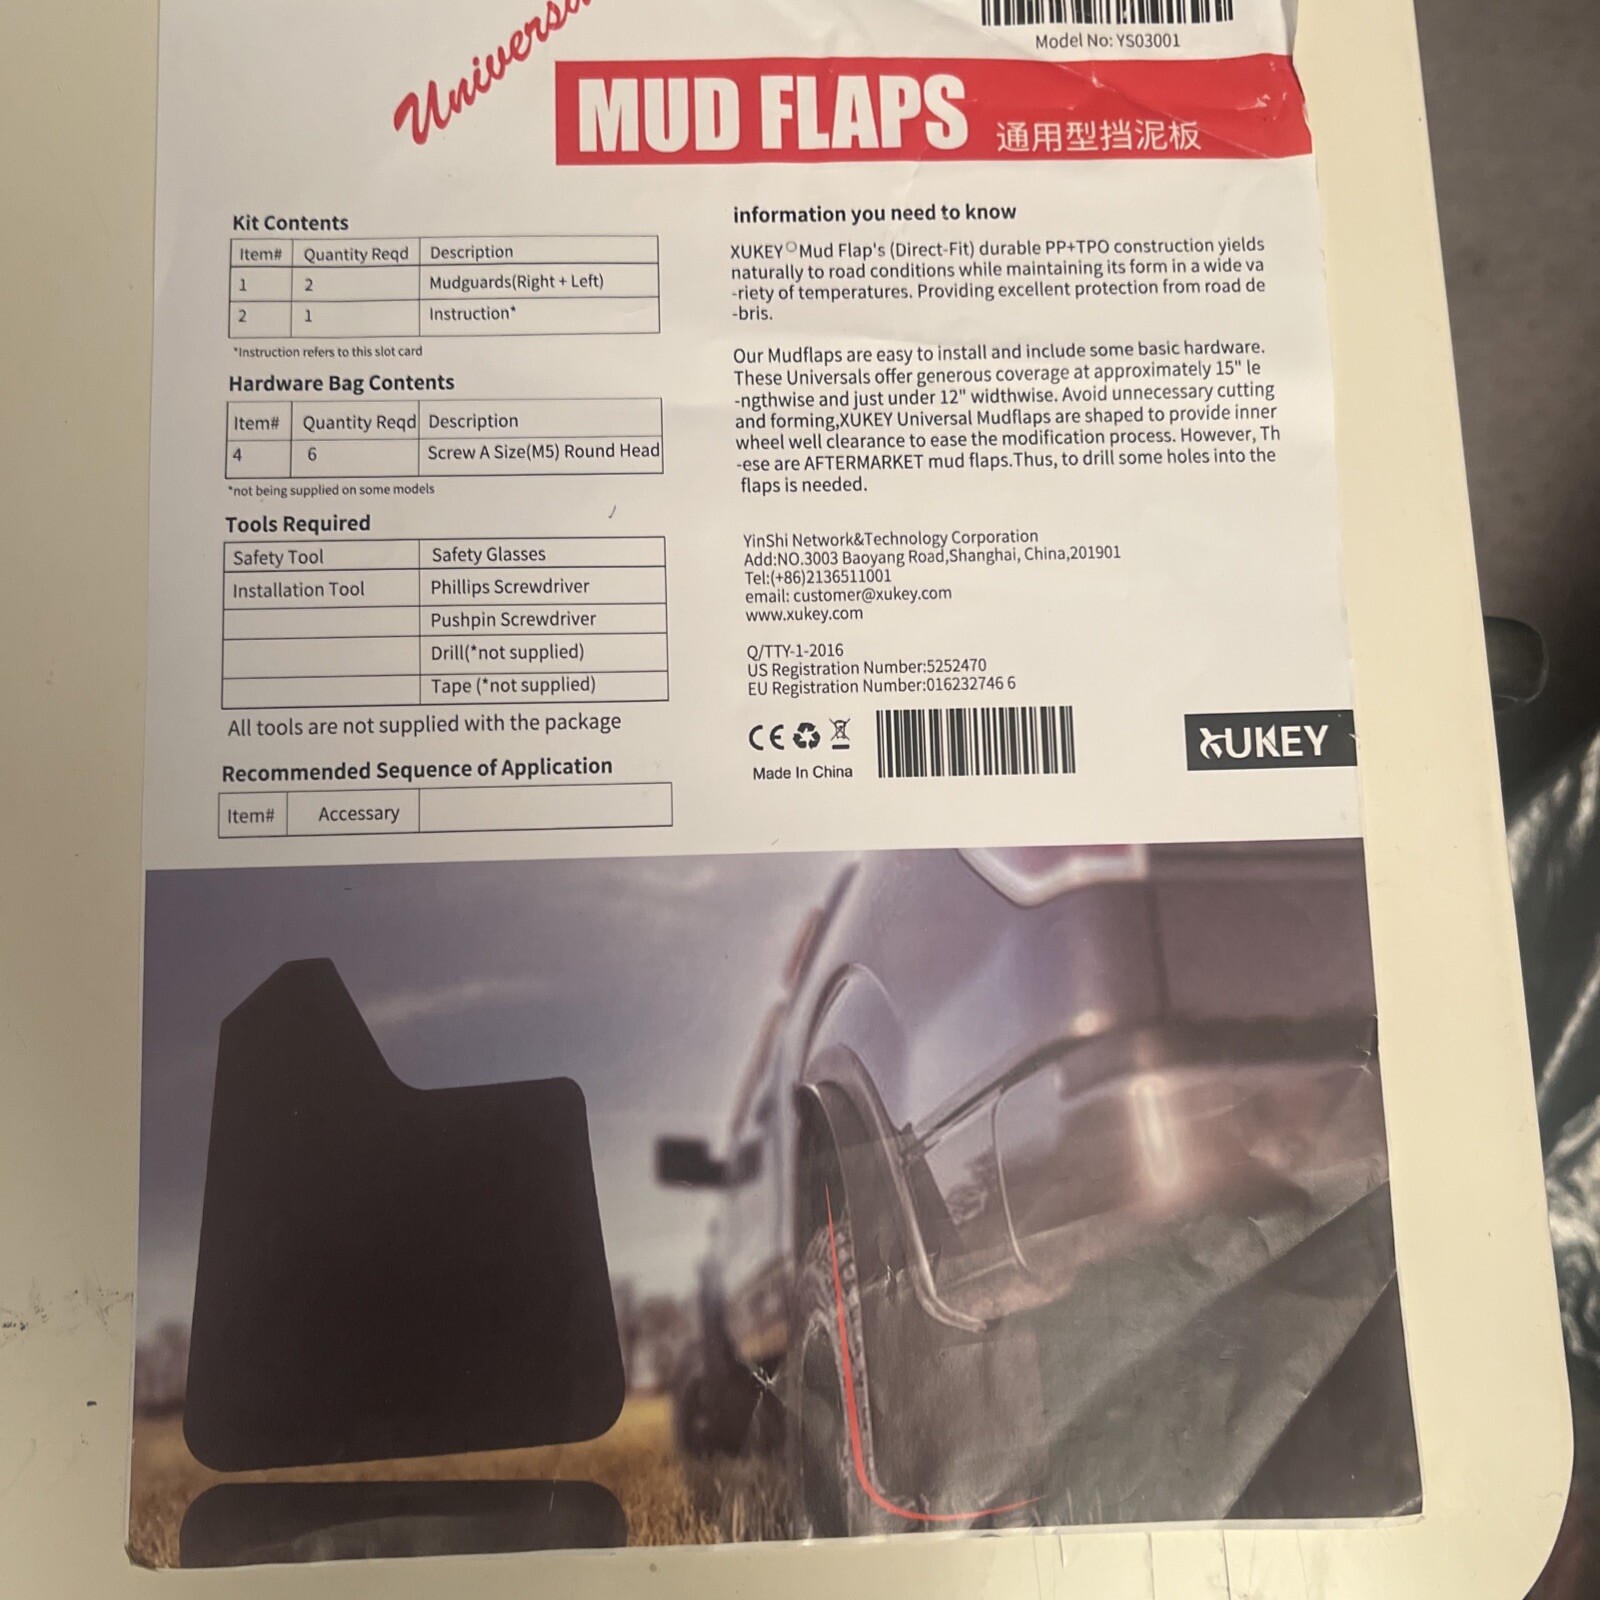 Model No: YS03001
MUD FLAPS 通用型挡泥板
Kit Contents
Item# Quantity Reqd Description
1 2 Mudguards(Right + Left)
2 1 Instruction*
*Instruction refers to this slot card
Hardware Bag Contents
Item# Quantity Reqd Description
4 6 Screw A Size(M5) Round Head
*not being supplied on some models
Tools Required
Safety Tool Safety Glasses
Installation Tool Phillips Screwdriver
Pushpin Screwdriver
Drill(*not supplied)
Tape (*not supplied)
All tools are not supplied with the package
Recommended Sequence of Application
Item# Accessary
information you need to know
XUKEY Mud Flap's (Direct-Fit) durable PP+TPO construction yields
naturally to road conditions while maintaining its form in a wide va
-riety of temperatures. Providing excellent protection from road de
-bris.
Our Mudflaps are easy to install and include some basic hardware.
These Universals offer generous coverage at approximately 15" le
-ngthwise and just under 12" widthwise. Avoid unnecessary cutting
and forming,XUKEY Universal Mudflaps are shaped to provide inner
wheel well clearance to ease the modification process. However, Th
-ese are AFTERMARKET mud flaps.Thus, to drill some holes into the
flaps is needed.
YinShi Network&Technology Corporation
Add:NO.3003 Baoyang Road,Shanghai, China,201901
Tel:(+86)2136511001
email: customer@xukey.com
www.xukey.com
Q/TTY-1-2016
US Registration Number:5252470
EU Registration Number:016232746 6
CE
Made In China
XUKEY